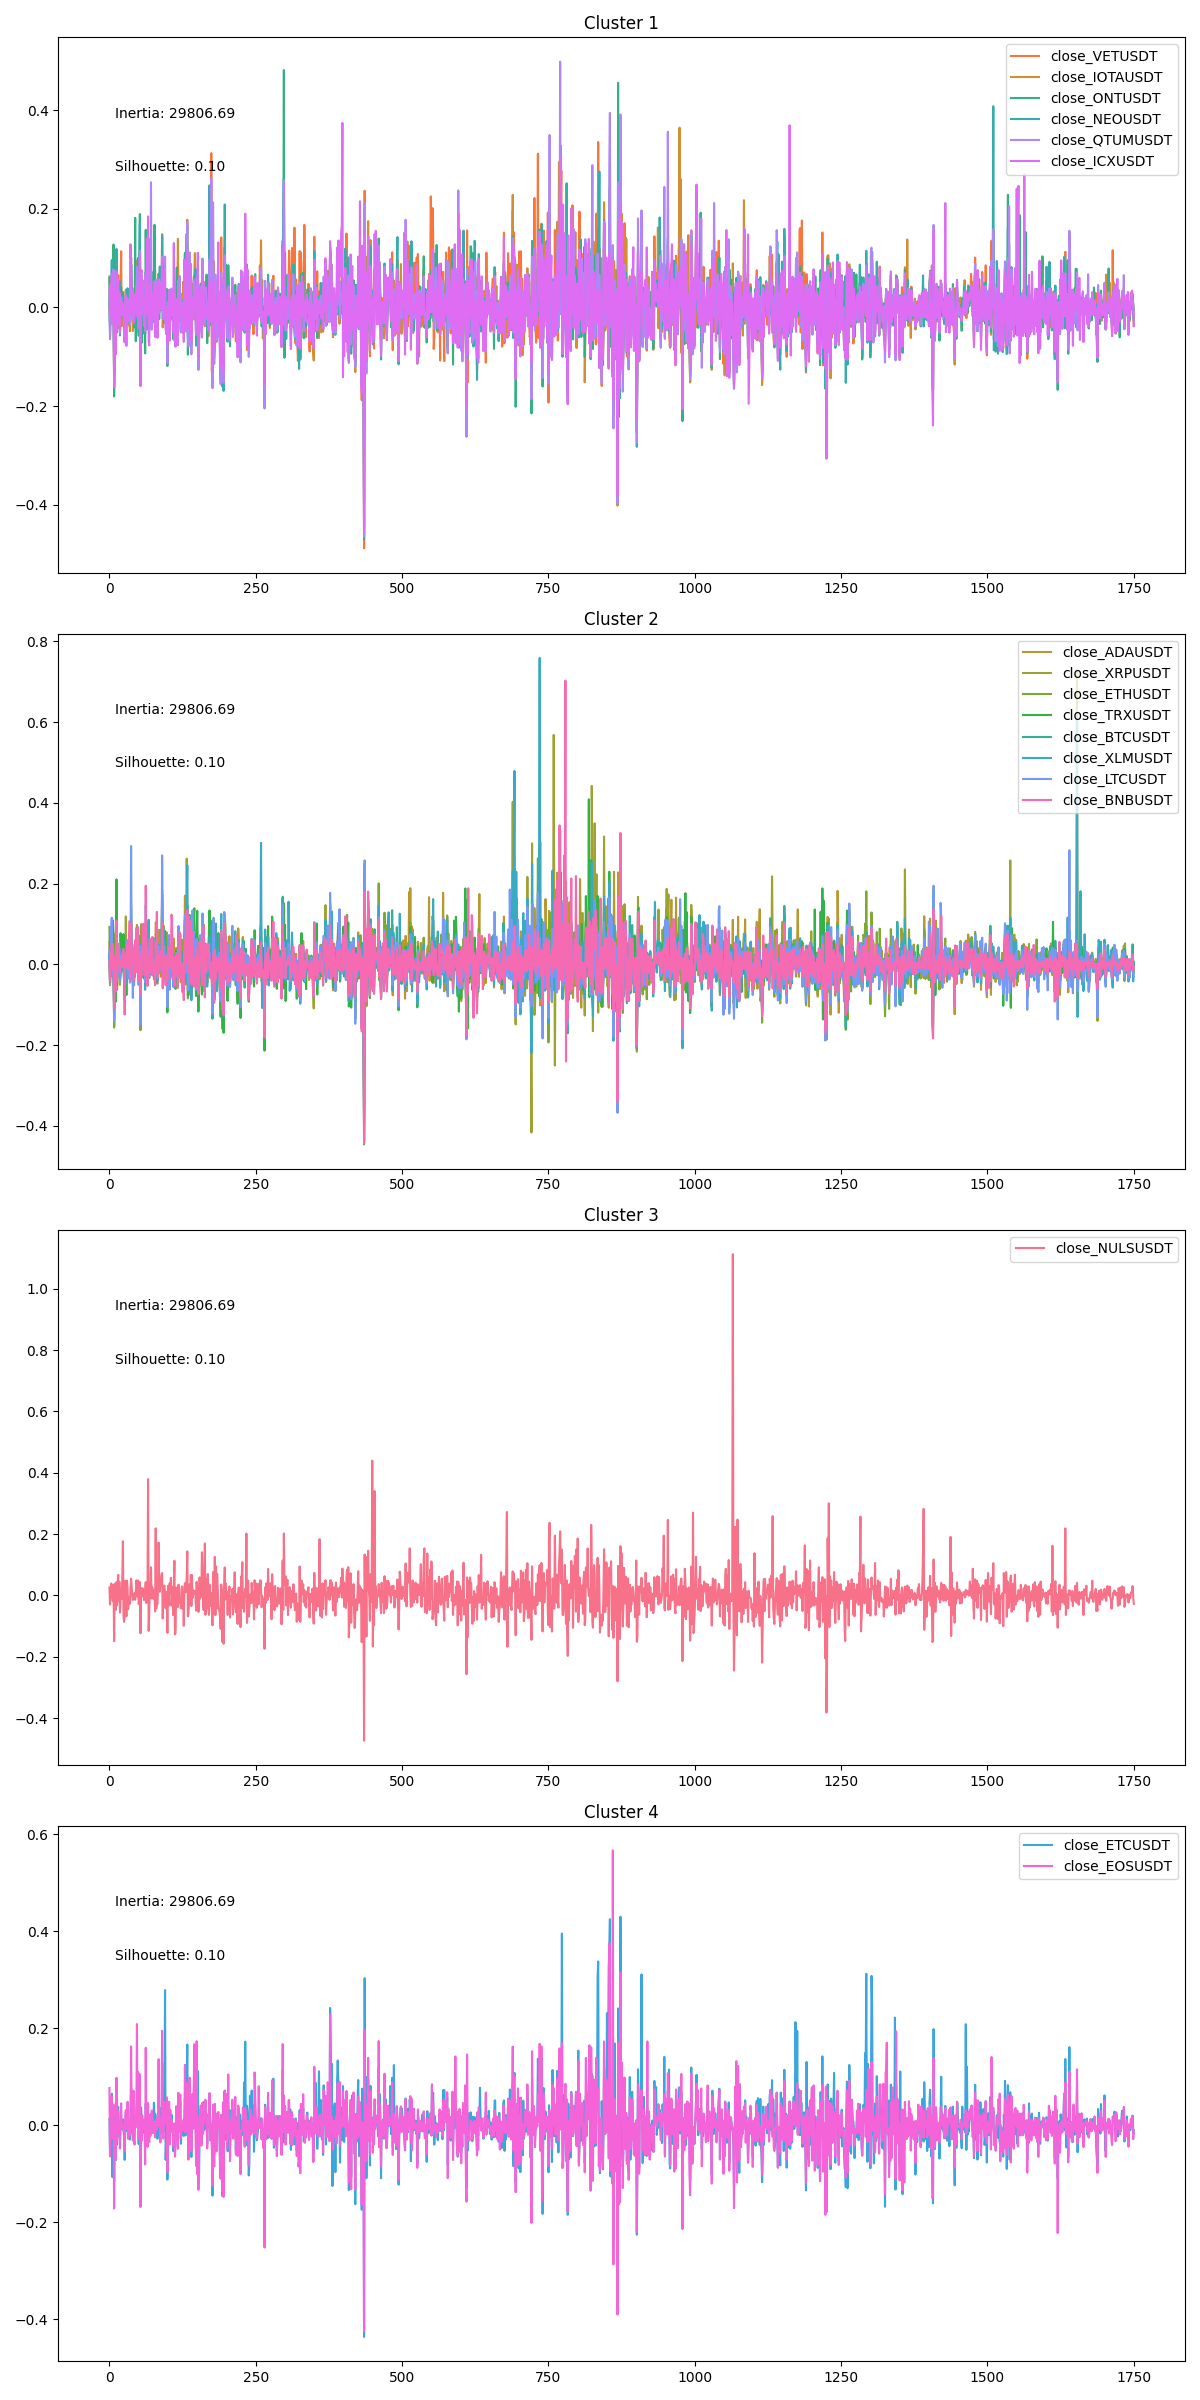 Cluster 1
close_VETUSDT
close_IOTAUSDT
close_ONTUSDT
close_NEOUSDT
close_QTUMUSDT
close_ICXUSDT
Inertia: 29806.69
Silhouette: 0.10
0.4
0.2
0.0
−0.2
−0.4
0 250 500 750 1000 1250 1500 1750
Cluster 2
close_ADAUSDT
close_XRPUSDT
close_ETHUSDT
close_TRXUSDT
close_BTCUSDT
close_XLMUSDT
close_LTCUSDT
close_BNBUSDT
Inertia: 29806.69
Silhouette: 0.10
0.8
0.6
0.4
0.2
0.0
−0.2
−0.4
0 250 500 750 1000 1250 1500 1750
Cluster 3
close_NULSUSDT
Inertia: 29806.69
Silhouette: 0.10
1.0
0.8
0.6
0.4
0.2
0.0
−0.2
−0.4
0 250 500 750 1000 1250 1500 1750
Cluster 4
close_ETCUSDT
close_EOSUSDT
Inertia: 29806.69
Silhouette: 0.10
0.6
0.4
0.2
0.0
−0.2
−0.4
0 250 500 750 1000 1250 1500 1750